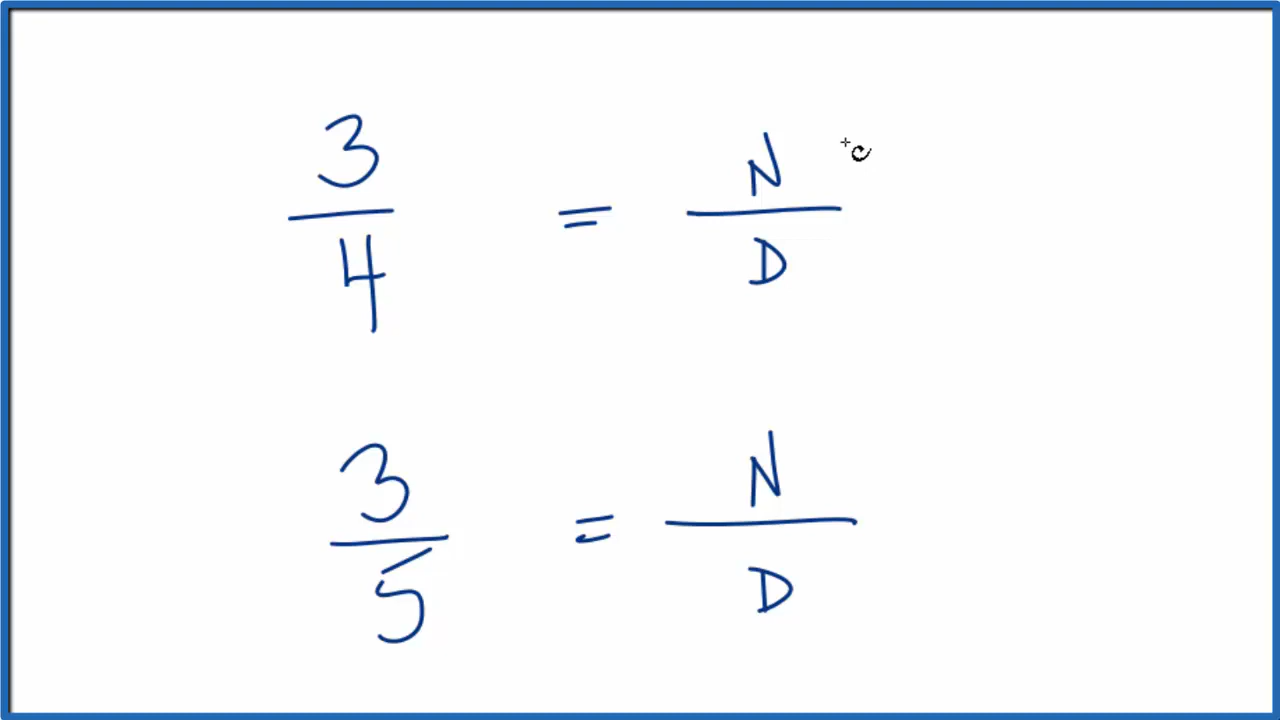 3/4 = N/D
3/5 = N/D